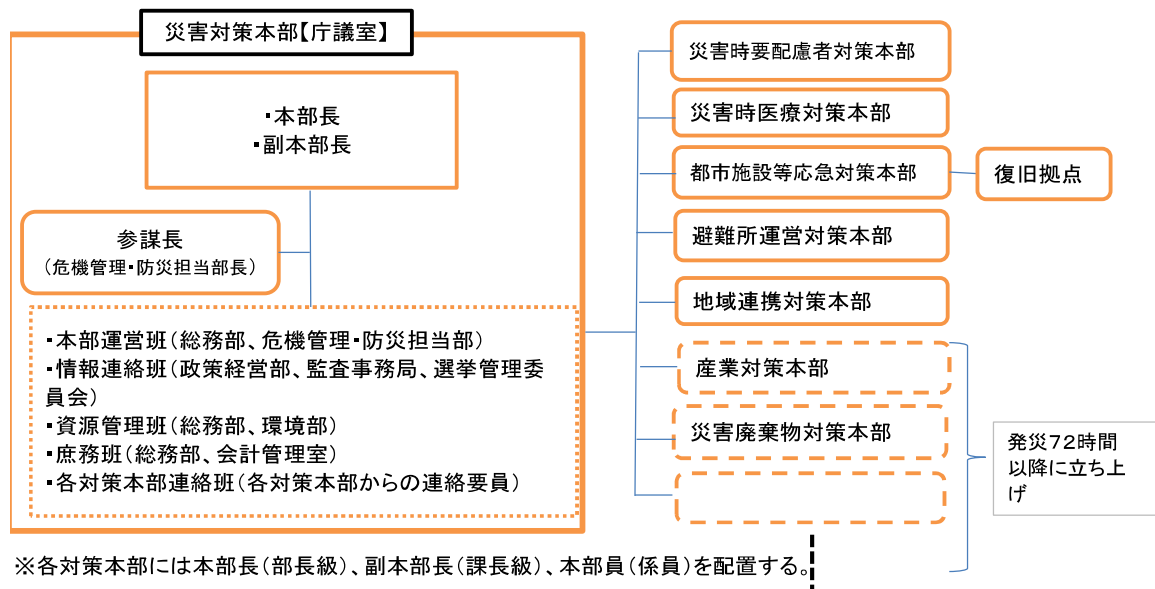 災害対策本部【庁議室】
・本部長
・副本部長
参謀長
（危機管理・防災担当部長）
・本部運営班（総務部、危機管理・防災担当部）
・情報連絡班（政策経営部、監査事務局、選挙管理委
員会）
・資源管理班（総務部、環境部）
・庶務班（総務部、会計管理室）
・各対策本部連絡班（各対策本部からの連絡要員）
災害時要配慮者対策本部
災害時医療対策本部
都市施設等応急対策本部
復旧拠点
避難所運営対策本部
地域連携対策本部
産業対策本部
災害廃棄物対策本部
発災７２時間
以降に立ち上
げ
※各対策本部には本部長（部長級）、副本部長（課長級）、本部員（係員）を配置する。